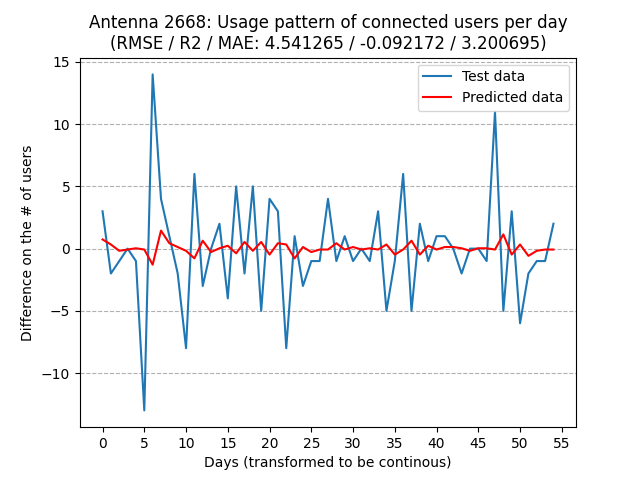 Antenna 2668: Usage pattern of connected users per day
(RMSE / R2 / MAE: 4.541265 / -0.092172 / 3.200695)
Test data
Predicted data
Difference on the # of users
15
10
5
0
−5
−10
0 5 10 15 20 25 30 35 40 45 50 55
Days (transformed to be continous)